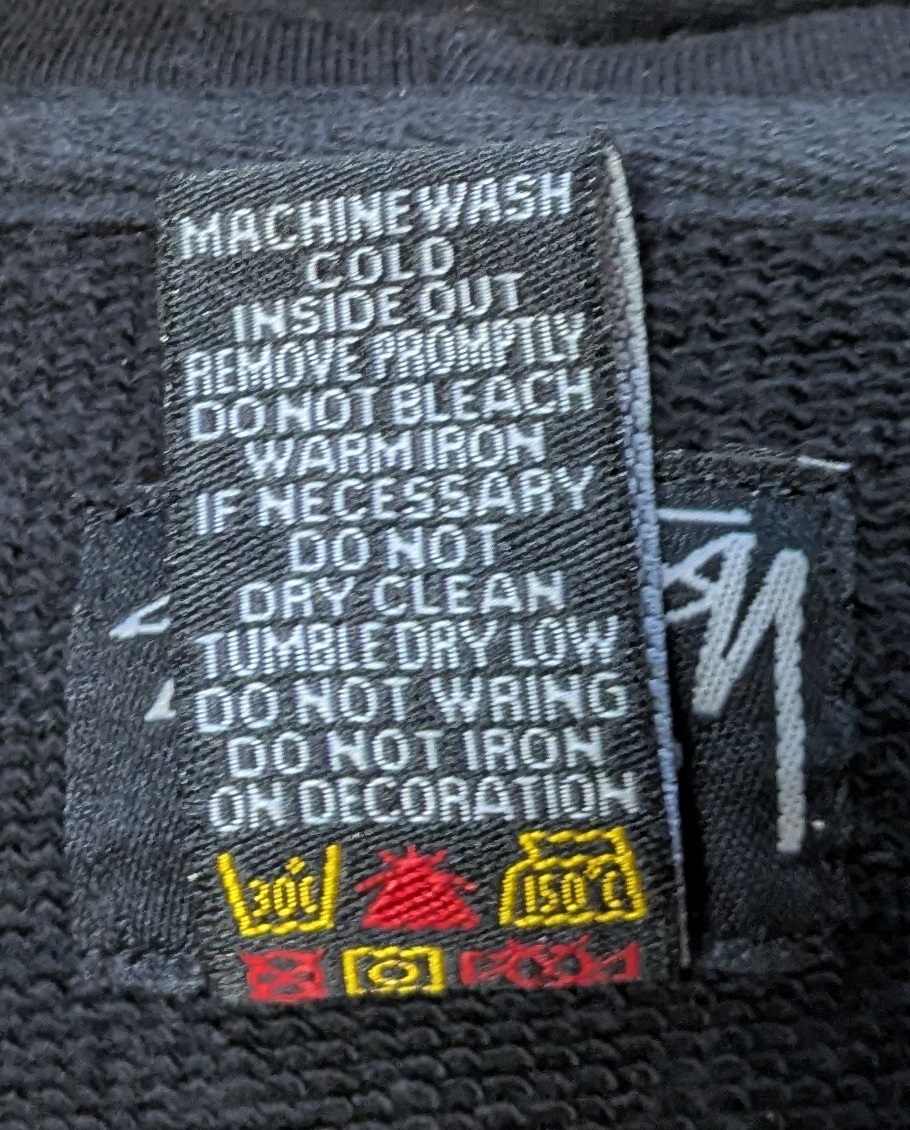 MACHINE WASH
COLD
INSIDE OUT
REMOVE PROMPTLY
DO NOT BLEACH
WARM IRON
IF NECESSARY
DO NOT
DRY CLEAN
TUMBLE DRY LOW
DO NOT WRING
DO NOT IRON
ON DECORATION
30C
150°C